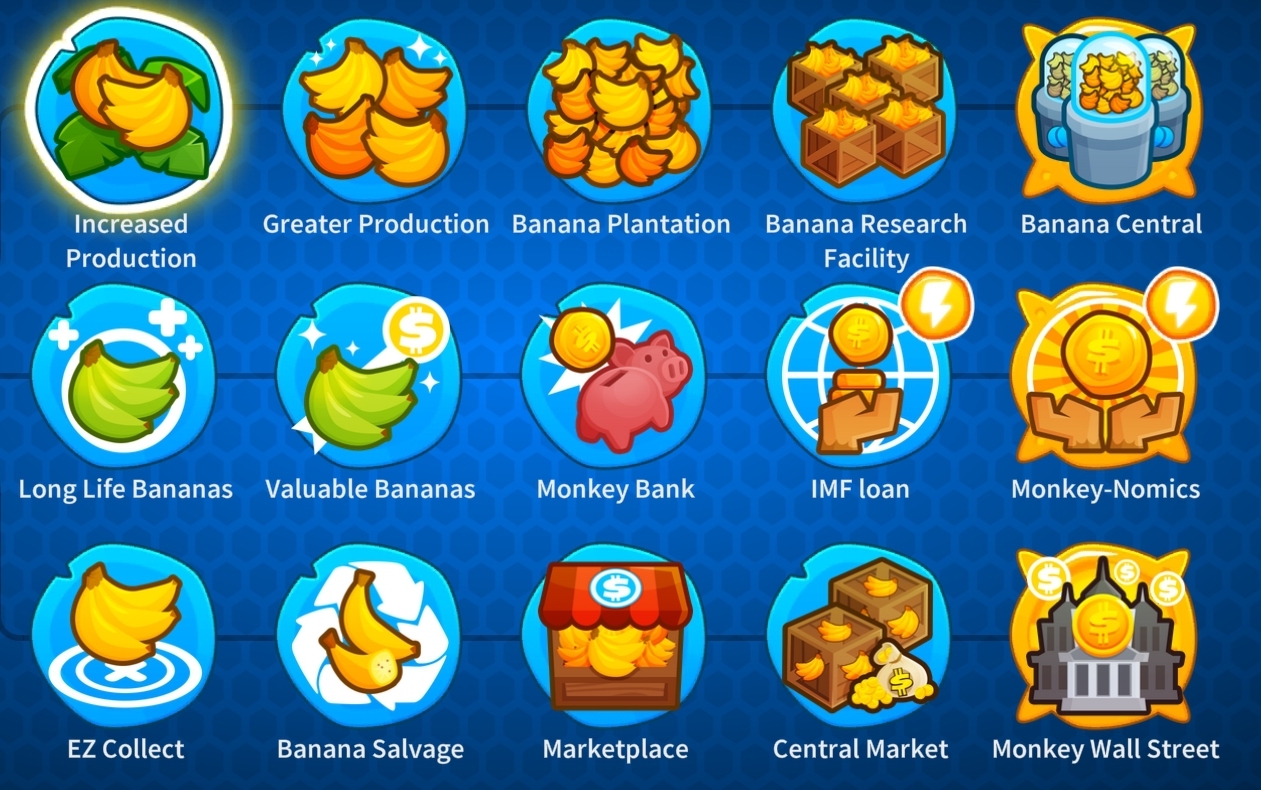 Increased
Production
Greater Production
Banana Plantation
Banana Research
Facility
Banana Central
$
Long Life Bananas
Valuable Bananas
$
Monkey Bank
$
IMF loan
$
Monkey-Nomics
$
EZ Collect
Banana Salvage
Marketplace
$
Central Market
$ $ $
$
Monkey Wall Street